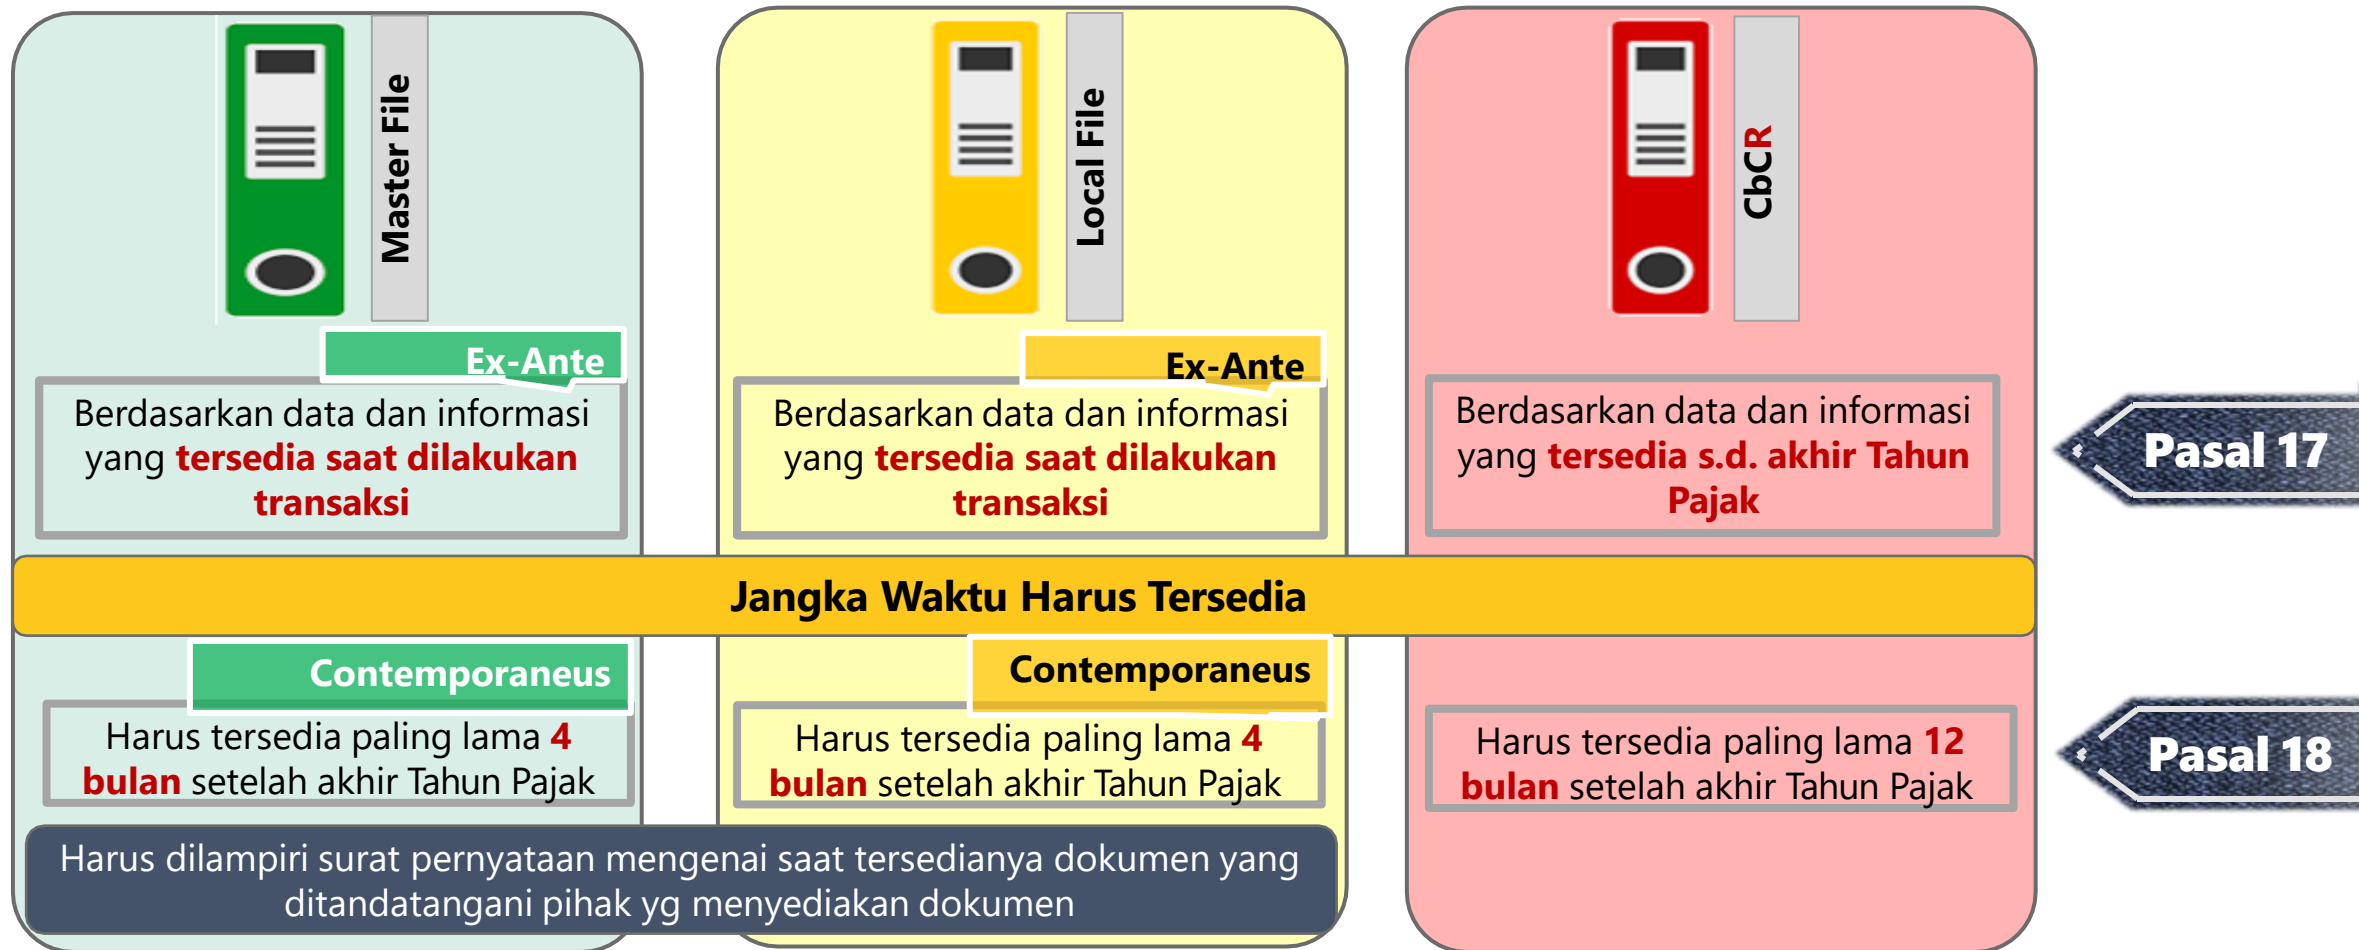 Master File
Ex-Ante
Berdasarkan data dan informasi
yang tersedia saat dilakukan
transaksi
Local File
Ex-Ante
Berdasarkan data dan informasi
yang tersedia saat dilakukan
transaksi
CbCR
Berdasarkan data dan informasi
yang tersedia s.d. akhir Tahun
Pajak
Pasal 17
Jangka Waktu Harus Tersedia
Contemporaneus
Harus tersedia paling lama 4
bulan setelah akhir Tahun Pajak
Contemporaneus
Harus tersedia paling lama 4
bulan setelah akhir Tahun Pajak
Harus tersedia paling lama 12
bulan setelah akhir Tahun Pajak
Pasal 18
Harus dilampiri surat pernyataan mengenai saat tersedianya dokumen yang
ditandatangani pihak yg menyediakan dokumen